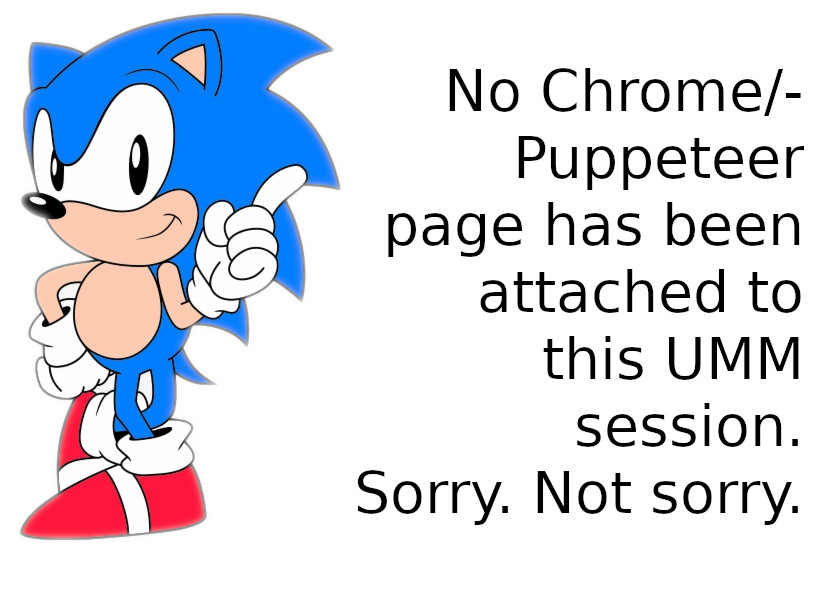 No Chrome/-
Puppeteer
page has been
attached to
this UMM
session.
Sorry. Not sorry.